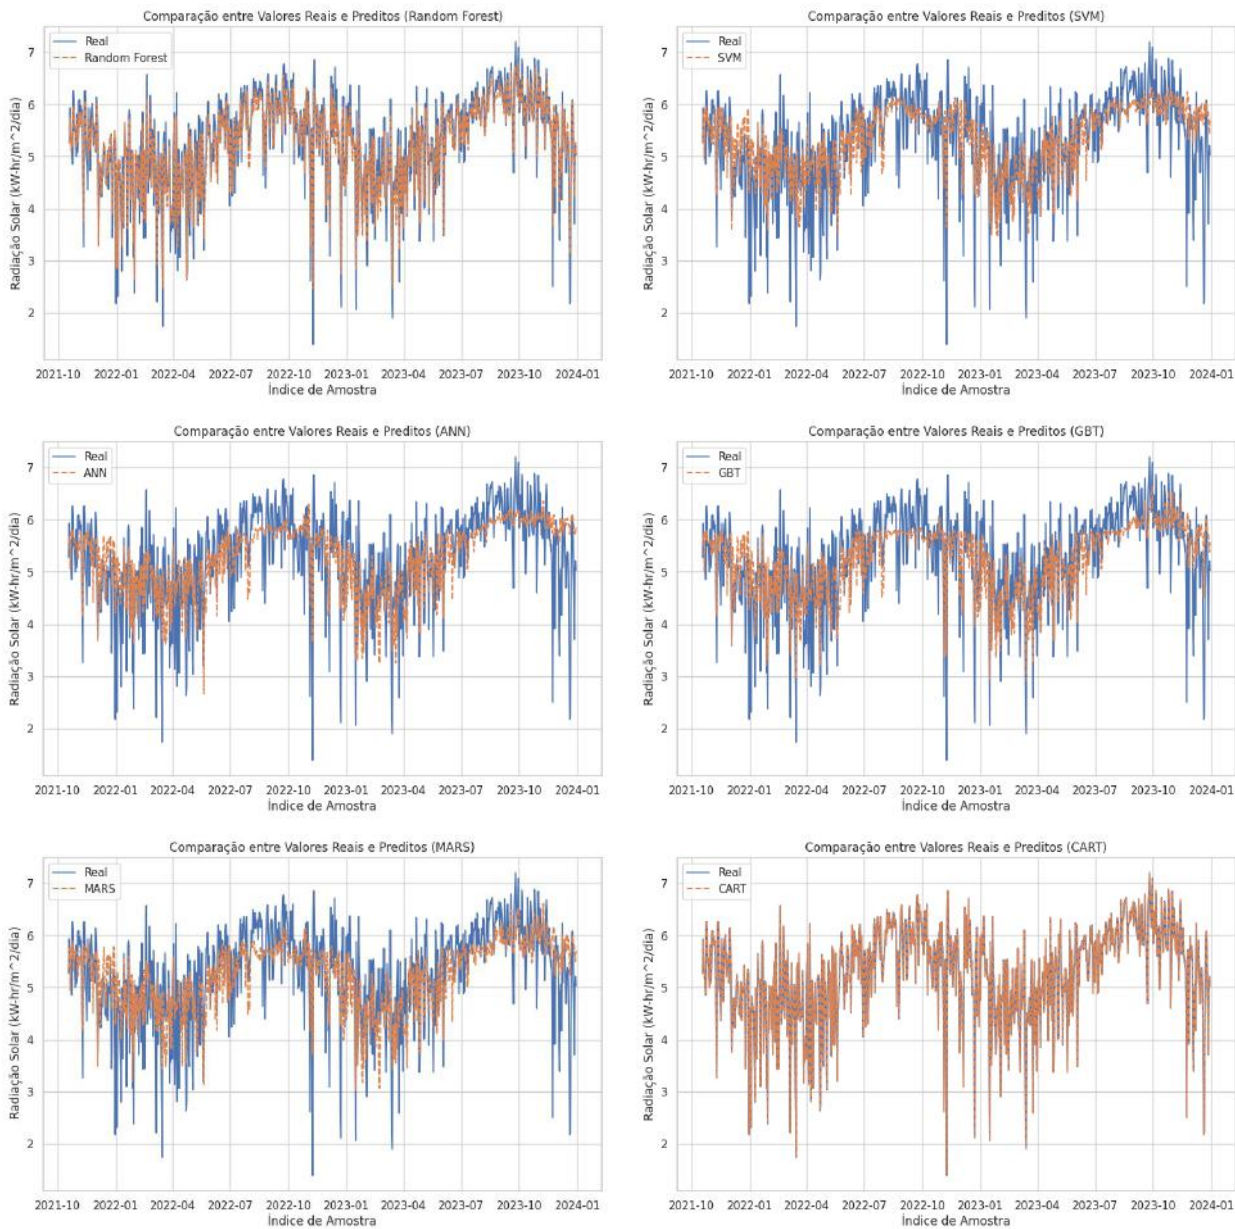 Comparação entre Valores Reais e Preditos (Random Forest)
Real
Random Forest
Radiação Solar (kW-hr/m^2/dia)
7
6
5
4
3
2
2021-10 2022-01 2022-04 2022-07 2022-10 2023-01 2023-04 2023-07 2023-10 2024-01
Índice de Amostra
Comparação entre Valores Reais e Preditos (SVM)
Real
SVM
Radiação Solar (kW-hr/m^2/dia)
7
6
5
4
3
2
2021-10 2022-01 2022-04 2022-07 2022-10 2023-01 2023-04 2023-07 2023-10 2024-01
Índice de Amostra
Comparação entre Valores Reais e Preditos (ANN)
Real
ANN
Radiação Solar (kW-hr/m^2/dia)
7
6
5
4
3
2
2021-10 2022-01 2022-04 2022-07 2022-10 2023-01 2023-04 2023-07 2023-10 2024-01
Índice de Amostra
Comparação entre Valores Reais e Preditos (GBT)
Real
GBT
Radiação Solar (kW-hr/m^2/dia)
7
6
5
4
3
2
2021-10 2022-01 2022-04 2022-07 2022-10 2023-01 2023-04 2023-07 2023-10 2024-01
Índice de Amostra
Comparação entre Valores Reais e Preditos (MARS)
Real
MARS
Radiação Solar (kW-hr/m^2/dia)
7
6
5
4
3
2
2021-10 2022-01 2022-04 2022-07 2022-10 2023-01 2023-04 2023-07 2023-10 2024-01
Índice de Amostra
Comparação entre Valores Reais e Preditos (CART)
Real
CART
Radiação Solar (kW-hr/m^2/dia)
7
6
5
4
3
2
2021-10 2022-01 2022-04 2022-07 2022-10 2023-01 2023-04 2023-07 2023-10 2024-01
Índice de Amostra